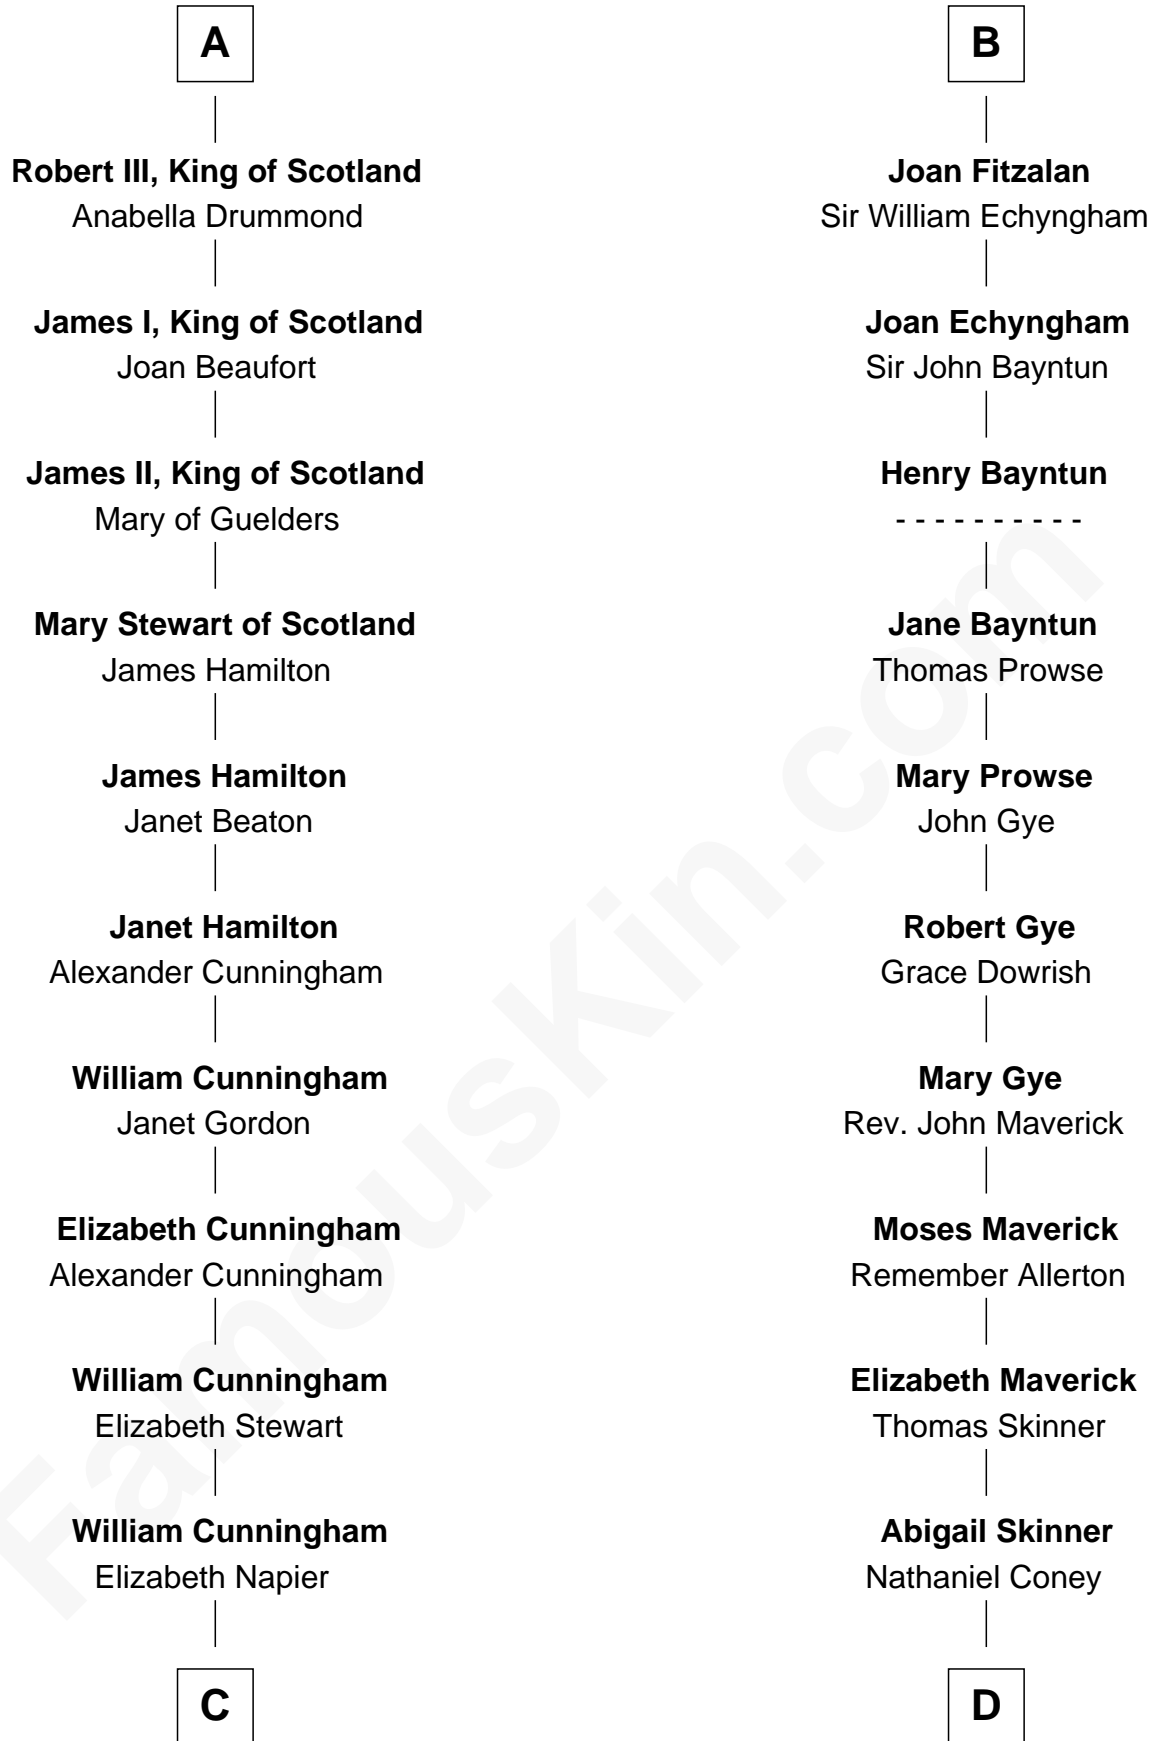 A
Robert III, King of Scotland
Anabella Drummond
James I, King of Scotland
Joan Beaufort
James II, King of Scotland
Mary of Guelders
Mary Stewart of Scotland
James Hamilton
James Hamilton
Janet Beaton
Janet Hamilton
Alexander Cunningham
William Cunningham
Janet Gordon
Elizabeth Cunningham
Alexander Cunningham
William Cunningham
Elizabeth Stewart
William Cunningham
Elizabeth Napier
C
B
Joan Fitzalan
Sir William Echyngham
Joan Echyngham
Sir John Bayntun
Henry Bayntun
- - - - - - - - - -
Jane Bayntun
Thomas Prowse
Mary Prowse
John Gye
Robert Gye
Grace Dowrish
Mary Gye
Rev. John Maverick
Moses Maverick
Remember Allerton
Elizabeth Maverick
Thomas Skinner
Abigail Skinner
Nathaniel Coney
D
FamousKin.com